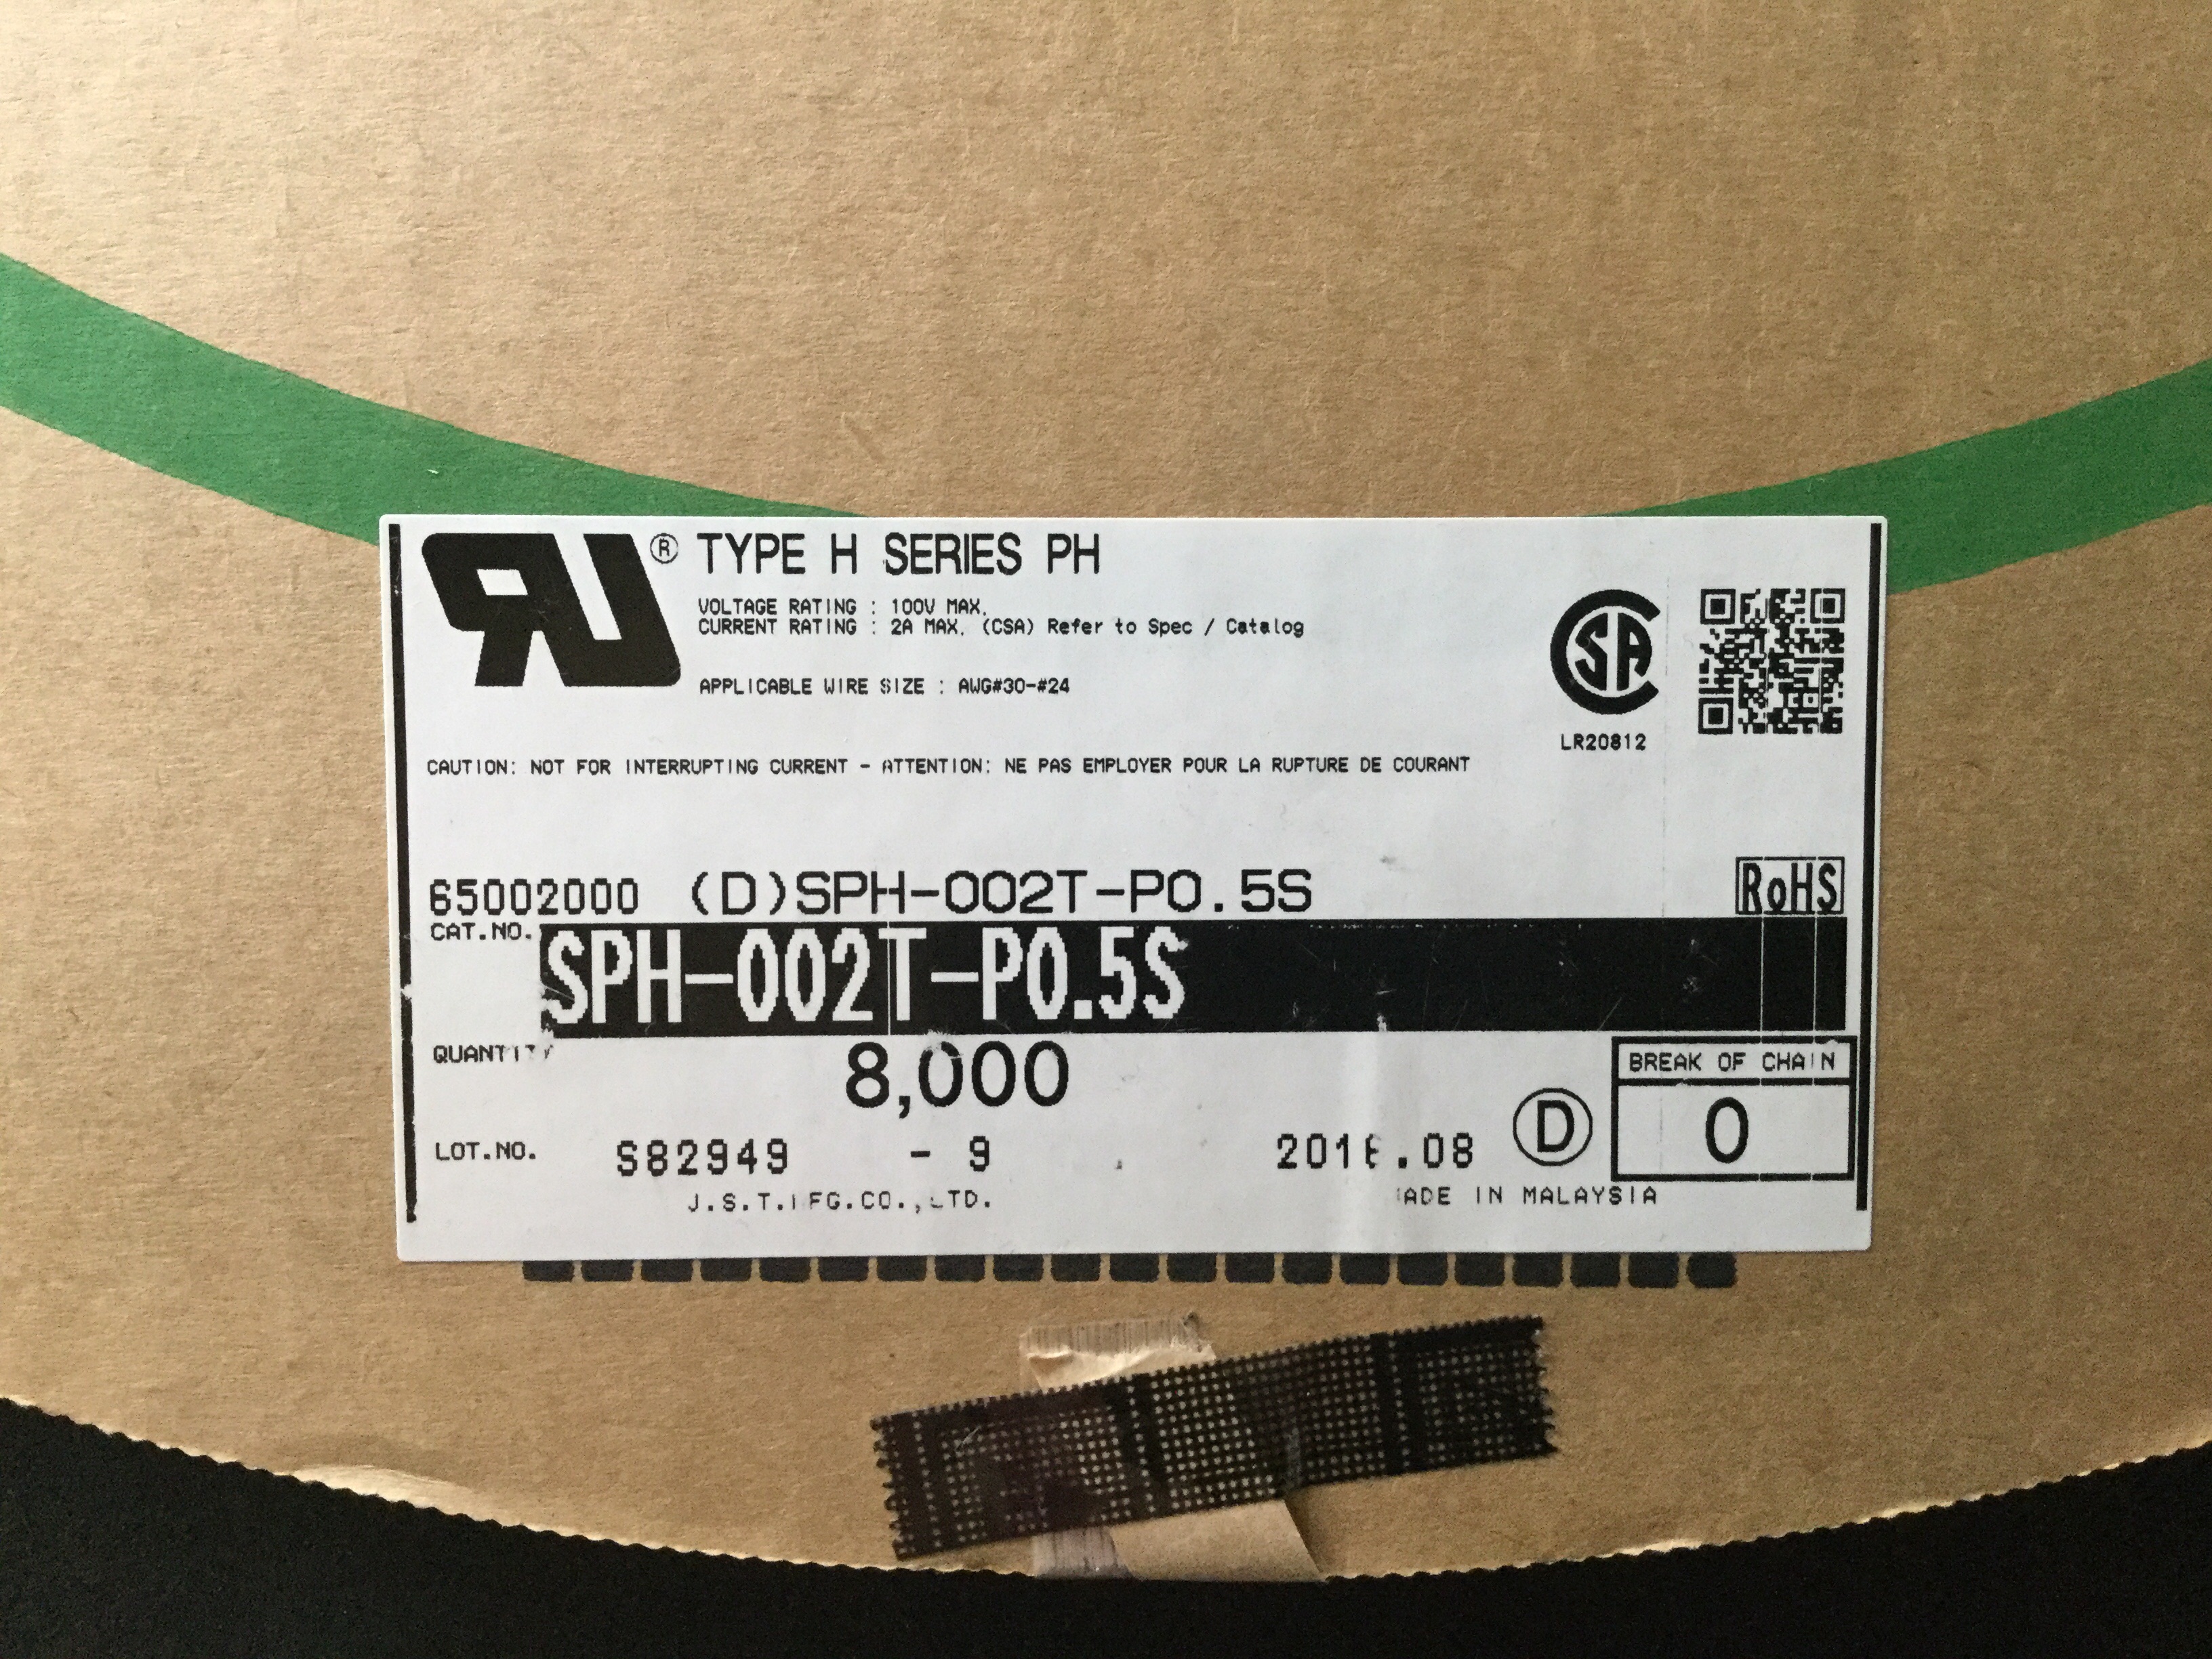 RU® TYPE H SERIES PH
VOLTAGE RATING : 100V MAX.
CURRENT RATING : 2A MAX. (CSA) Refer to Spec / Catalog
APPLICABLE WIRE SIZE : AWG#30-#24
CSA
LR20812
CAUTION: NOT FOR INTERRUPTING CURRENT - ATTENTION: NE PAS EMPLOYER POUR LA RUPTURE DE COURANT
65002000 (D)SPH-002T-P0.5S RoHS
CAT.NO. SPH-002T-P0.5S
QUANTITY 8,000
BREAK OF CHAIN
LOT.NO. S82949 - 9 2016.08 D 0
J.S.T.MFG.CO.,LTD. MADE IN MALAYSIA